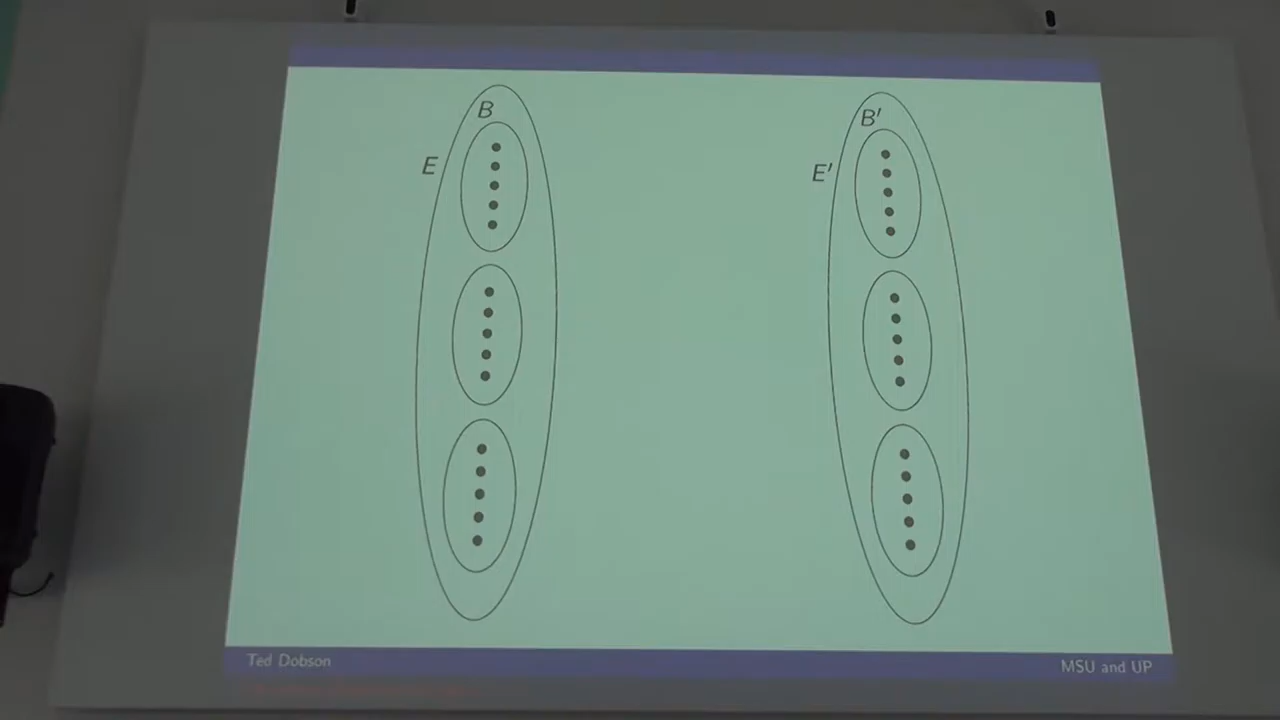 B
B′
E
E′
Ted Dobson
MSU and UP